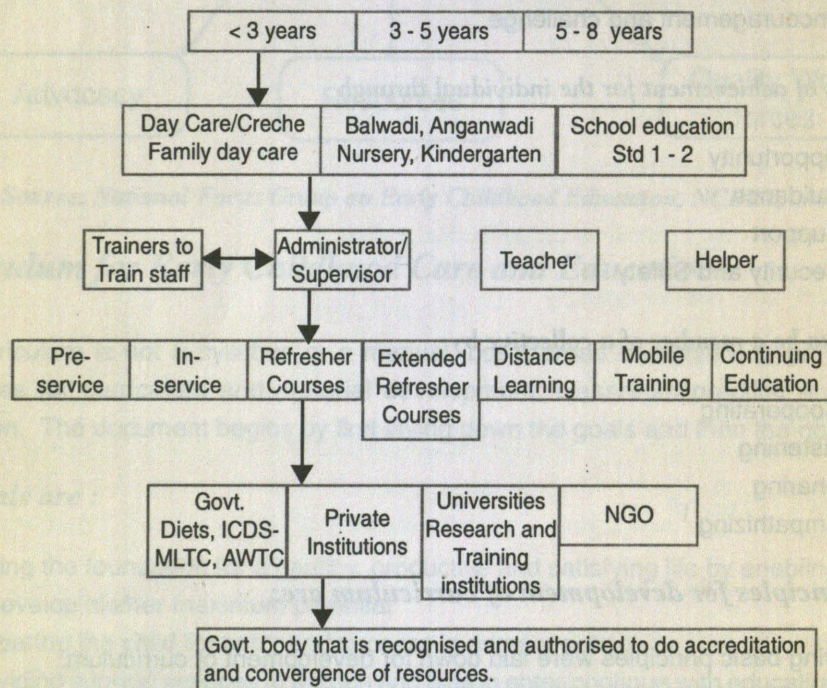 < 3 years
3 - 5 years
5 - 8 years
Day Care/Creche
Family day care
Balwadi, Anganwadi
Nursery, Kindergarten
School education
Std 1 - 2
Trainers to
Train staff
Administrator/
Supervisor
Teacher
Helper
Pre-
service
In-
service
Refresher
Courses
Extended
Refresher
Courses
Distance
Learning
Mobile
Training
Continuing
Education
Govt.
Diets, ICDS-
MLTC, AWTC
Private
Institutions
Universities
Research and
Training
Institutions
NGO
Govt. body that is recognised and authorised to do accreditation
and convergence of resources.